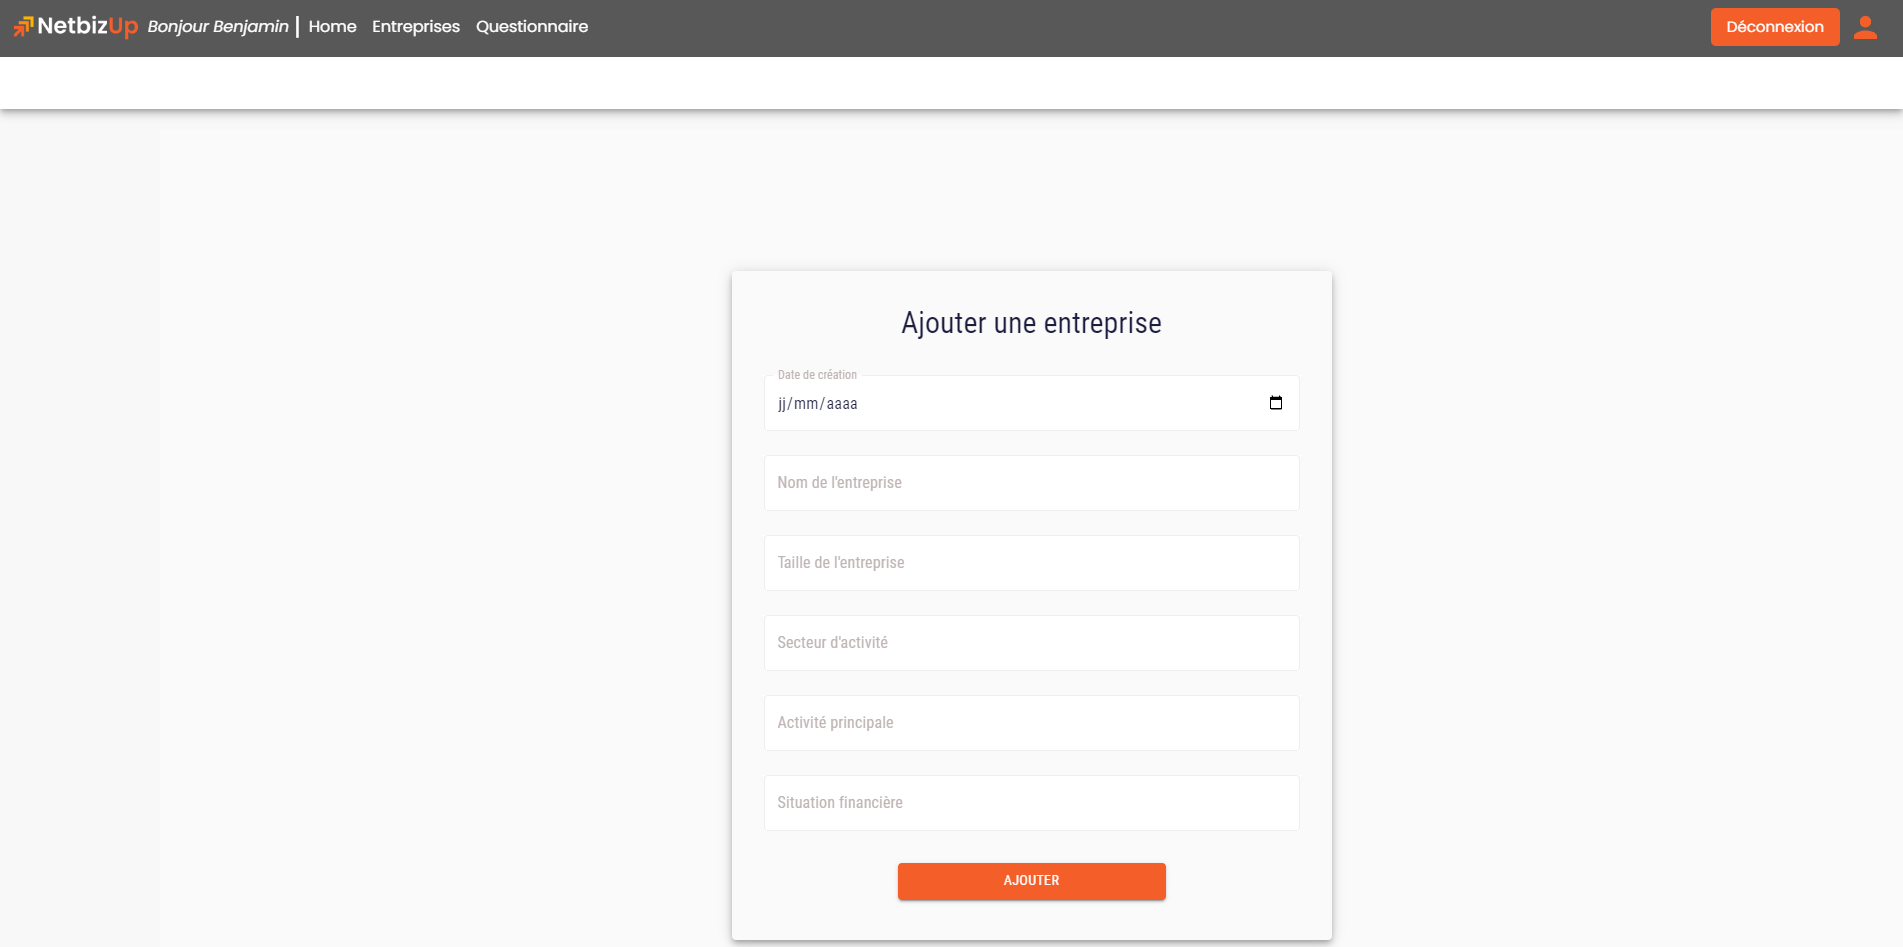 NetbizUp Bonjour Benjamin | Home Entreprises Questionnaire Déconnexion
Ajouter une entreprise
Date de création
jj/mm/aaaa
Nom de l'entreprise
Taille de l'entreprise
Secteur d'activité
Activité principale
Situation financière
AJOUTER